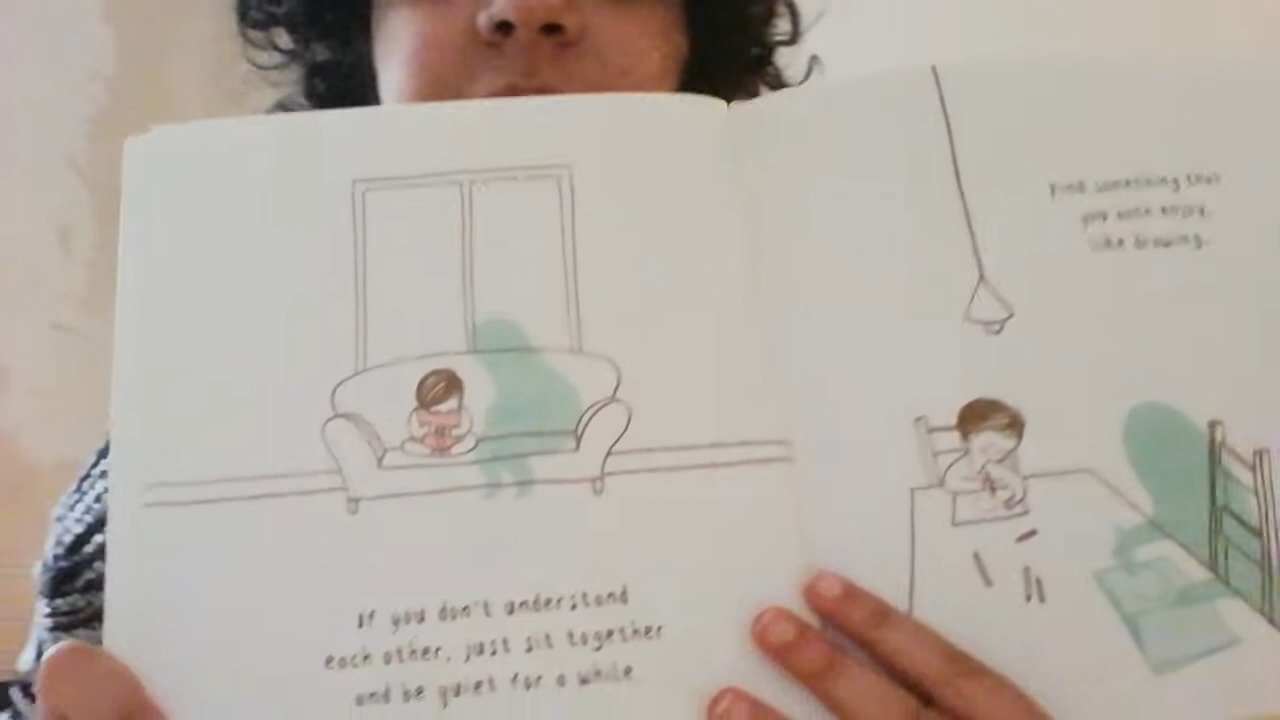 If you don't understand
each other, just sit together
and be quiet for a while.
Find something that
you both enjoy,
like drawing.